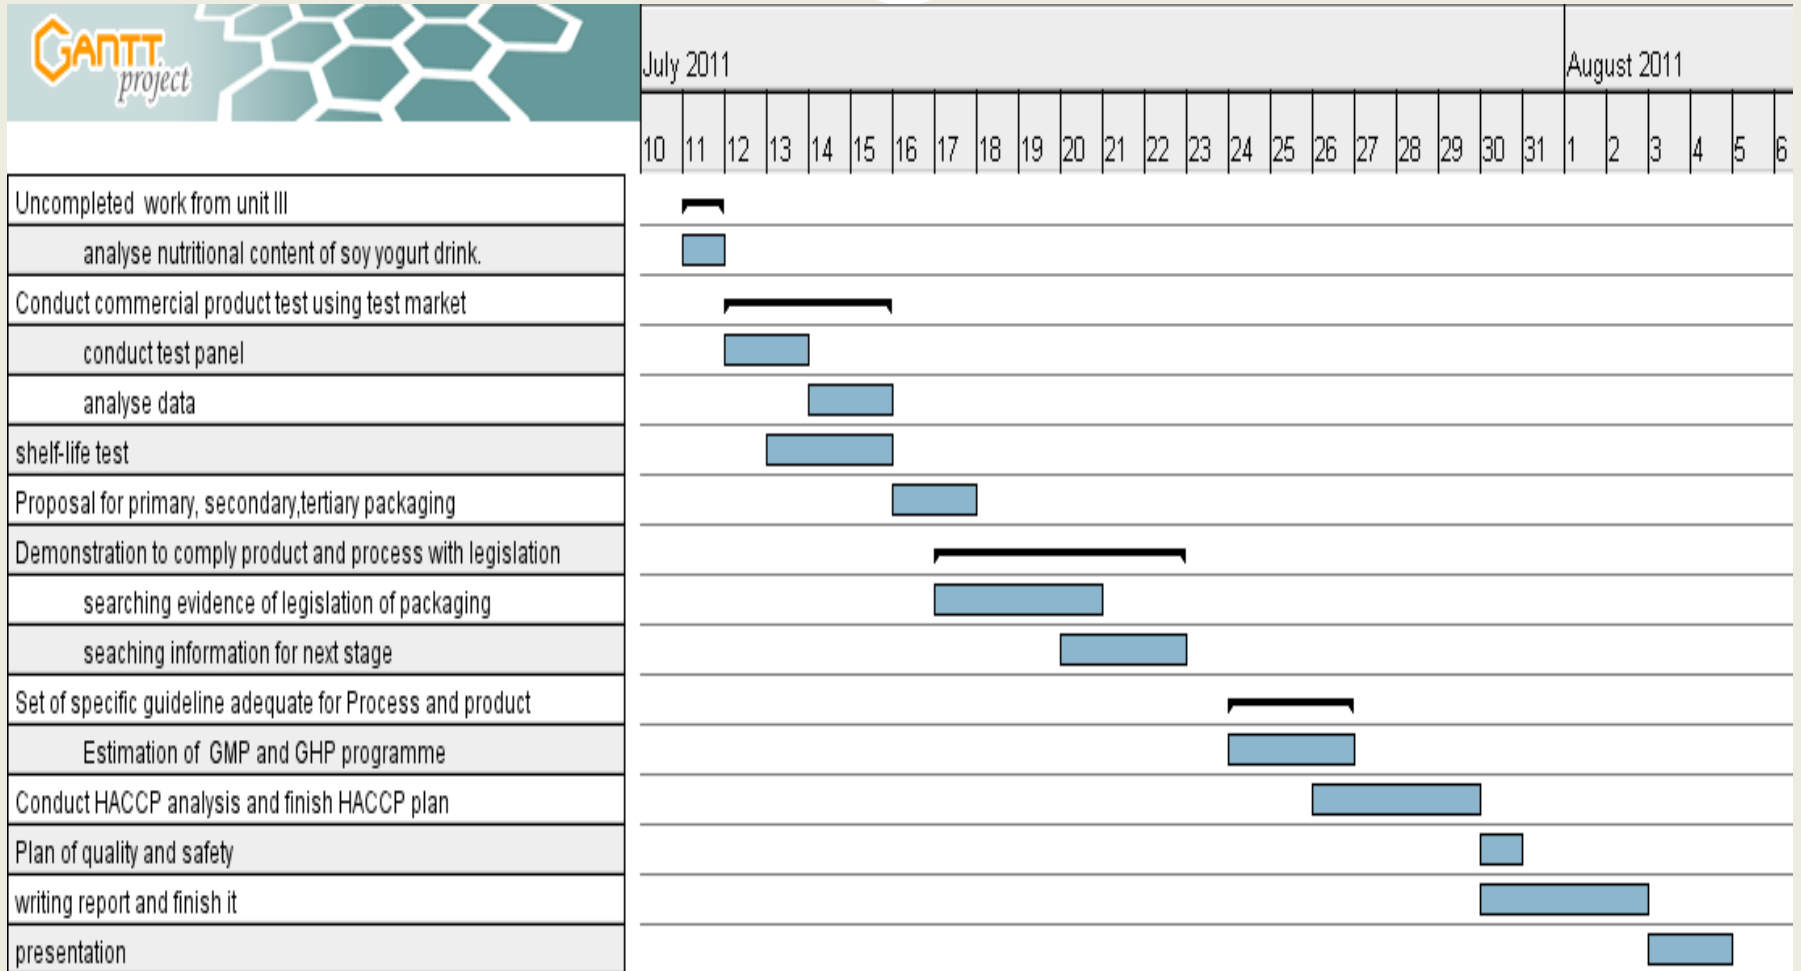 GANTT
project
July 2011
August 2011
10 11 12 13 14 15 16 17 18 19 20 21 22 23 24 25 26 27 28 29 30 31 1 2 3 4 5 6
Uncompleted work from unit III
analyse nutritional content of soy yogurt drink.
Conduct commercial product test using test market
conduct test panel
analyse data
shelf-life test
Proposal for primary, secondary,tertiary packaging
Demonstration to comply product and process with legislation
searching evidence of legislation of packaging
seaching information for next stage
Set of specific guideline adequate for Process and product
Estimation of GMP and GHP programme
Conduct HACCP analysis and finish HACCP plan
Plan of quality and safety
writing report and finish it
presentation